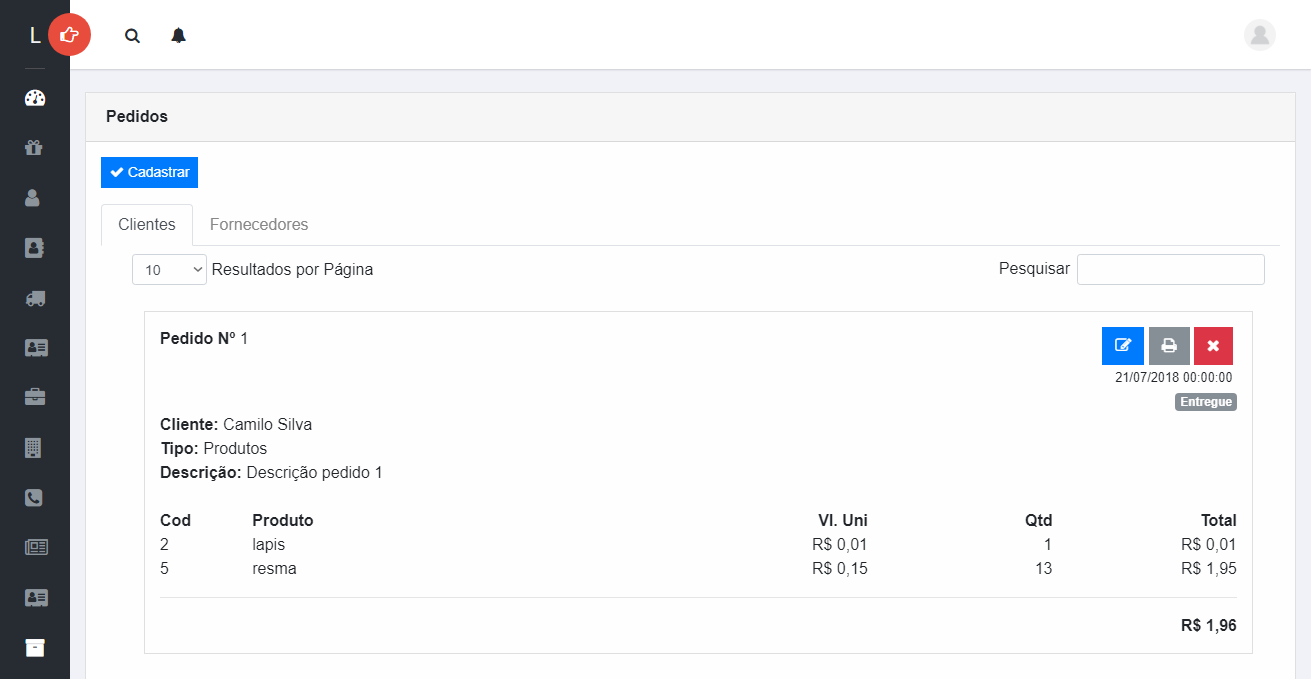 L
Pedidos
Cadastrar
Clientes Fornecedores
10 Resultados por Página Pesquisar
Pedido Nº 1
21/07/2018 00:00:00
Entregue
Cliente: Camilo Silva
Tipo: Produtos
Descrição: Descrição pedido 1
Cod Produto Vl. Uni Qtd Total
2 lapis R$ 0,01 1 R$ 0,01
5 resma R$ 0,15 13 R$ 1,95
R$ 1,96